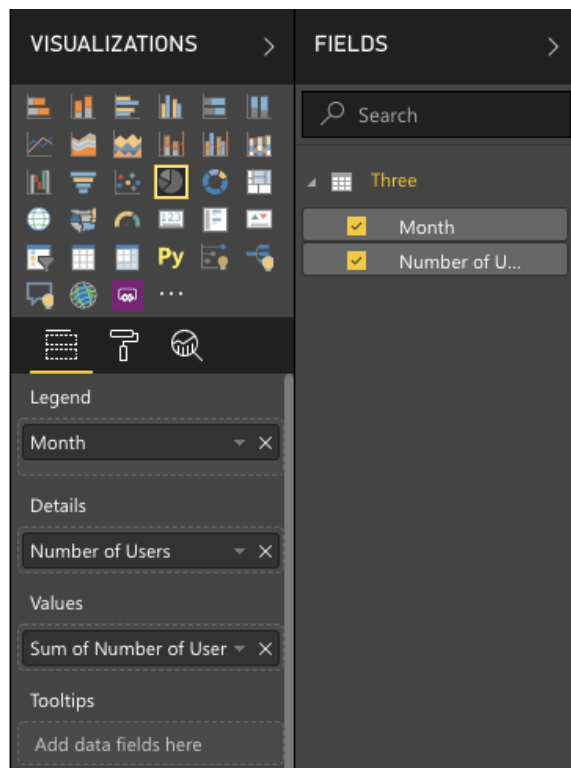 VISUALIZATIONS
FIELDS
Search
Three
Month
Number of U...
123
Py
Legend
Month
Details
Number of Users
Values
Sum of Number of User
Tooltips
Add data fields here